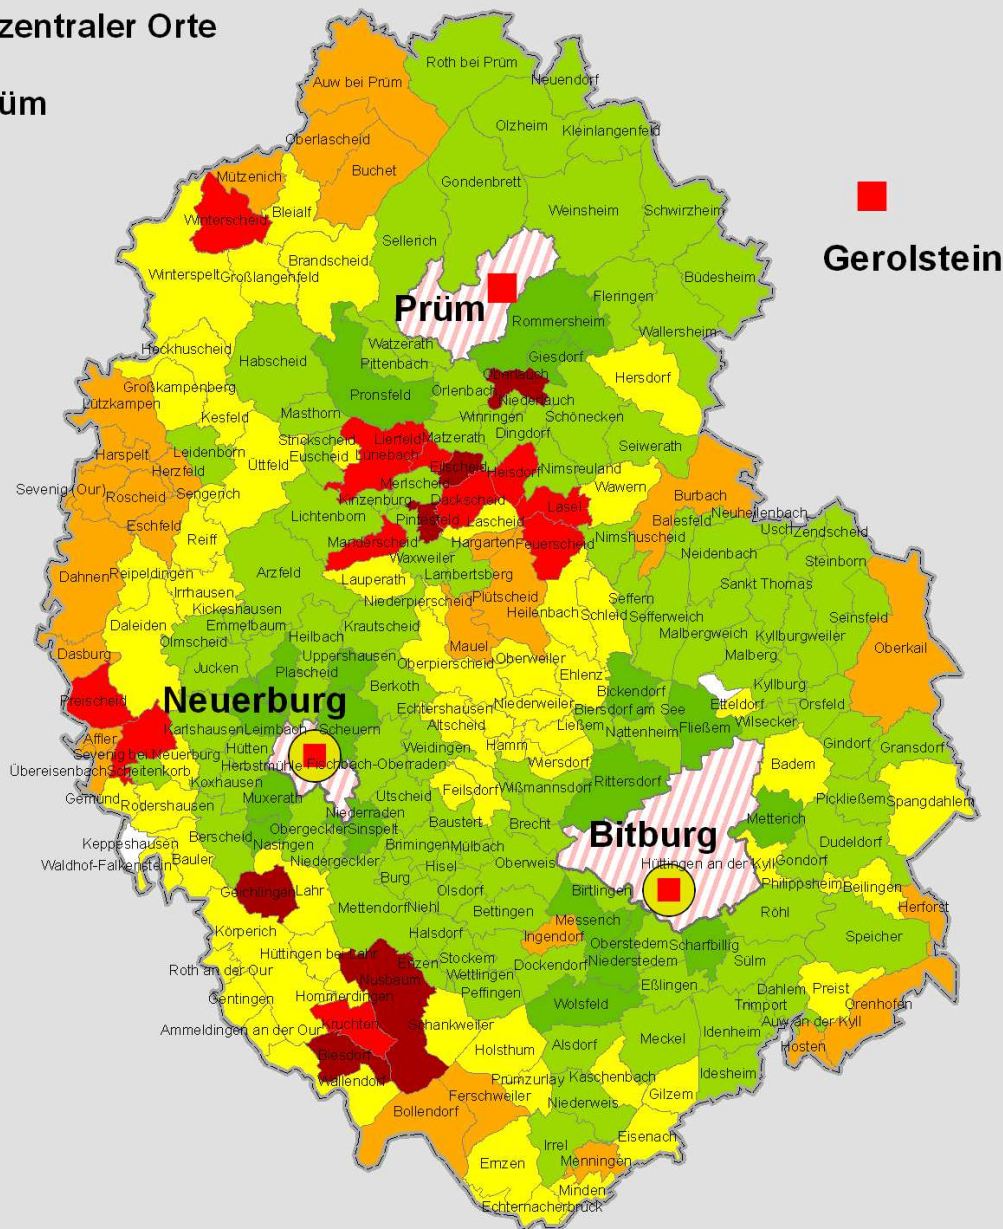 zentraler Orte
Roth bei Prüm
Auw bei Prüm
Neuendorf
üm
Olzheim
Kleinlangenfeld
Oberlascheid
Buchet
Mützenich
Gondenbrett
Weinsheim
Schwirzheim
Bleialf
Winterscheid
Sellerich
Brandscheid
Gerolstein
Winterspelt
Großlangenfeld
Büdesheim
Fleringen
Prüm
Rommersheim
Wallersheim
Watzerath
Heckhuscheid
Habscheid
Pittenbach
Giesdorf
Oberlauch
Hersdorf
Großkampenberg
Pronsfeld
Orlenbach
Niederlauch
Lützkampen
Kesfeld
Masthorn
Winringen
Schönecken
Dingdorf
Strickscheid
Lierfeld
Matzerath
Seiwerath
Harspelt
Leidenborn
Euscheid
Lünebach
Herzfeld
Üttfeld
Eilscheid
Heisdorf
Nimsreuland
Merlscheid
Wawern
Sevenig (Our)
Roscheid
Sengerich
Kinzenburg
Dackscheid
Lasel
Burbach
Neuheilenbach
Lichtenborn
Pintesfeld
Lascheid
Balesfeld
Eschfeld
Usch
Zendscheid
Reiff
Manderscheid
Hargarten
Feuerscheid
Nimshuscheid
Neidenbach
Waxweiler
Steinborn
Dahnen
Reipeldingen
Arzfeld
Lauperath
Lambertsberg
Sankt Thomas
Irrhausen
Niederpierscheid
Plütscheid
Seffern
Kickeshausen
Heilenbach
Schleid
Sefferweich
Seinsfeld
Daleiden
Emmelbaum
Krautscheid
Malbergweich
Kyllburgweiler
Olmscheid
Heilbach
Mauel
Oberkail
Dasburg
Uppershausen
Oberpierscheid
Oberweiler
Malberg
Jucken
Plascheid
Ehlenz
Berkoth
Bickendorf
Kyllburg
Preischeid
Neuerburg
Echtershausen
Niederweiler
Biersdorf am See
Etteldorf
Orsfeld
Karlshausen
Leimbach
Scheuern
Altscheid
Ließem
Nattenheim
Fließem
Wilsecker
Affler
Hütten
Weidingen
Hamm
Gindorf
Gransdorf
Sevenig bei Neuerburg
Herbstmühle
Fischbach-Oberraden
Wiersdorf
Badem
Übereisenbach
Scheitenkorb
Koxhausen
Rittersdorf
Gemünd
Muxerath
Utscheid
Feilsdorf
Wißmannsdorf
Pickließem
Spangdahlem
Rodershausen
Niederraden
Baustert
Brecht
Metterich
Obergeckler
Sinspelt
Bitburg
Keppeshausen
Berscheid
Nasingen
Brimingen
Mülbach
Dudeldorf
Waldhof-Falkenstein
Bauler
Niedergeckler
Hisel
Oberweis
Hüttingen an der Kyll
Gondorf
Geichlingen
Lahr
Burg
Olsdorf
Birtlingen
Philippsheim
Beilingen
Mettendorf
Niehl
Bettingen
Röhl
Herforst
Körperich
Halsdorf
Messerich
Ingendorf
Oberstedem
Scharfbillig
Speicher
Hüttingen bei Lahr
Enzen
Stockem
Dockendorf
Niederstedem
Sülm
Roth an der Our
Nusbaum
Wettlingen
Gentingen
Hommerdingen
Peffingen
Wolsfeld
Eßlingen
Dahlem
Preist
Trimport
Orenhofen
Ammeldingen an der Our
Kruchten
Schankweiler
Idenheim
Auw an der Kyll
Biesdorf
Holsthum
Alsdorf
Meckel
Hosten
Wallendorf
Prümzurlay
Kaschenbach
Idesheim
Bollendorf
Ferschweiler
Niederweis
Gilzem
Irrel
Eisenach
Ernzen
Menningen
Minden
Echternacherbrück